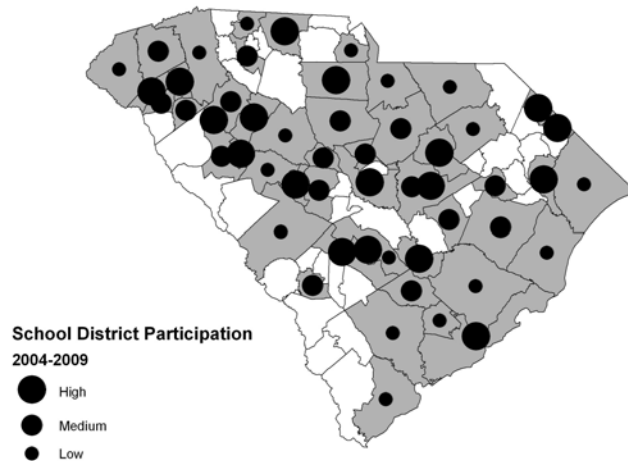 School District Participation
2004-2009
High
Medium
Low